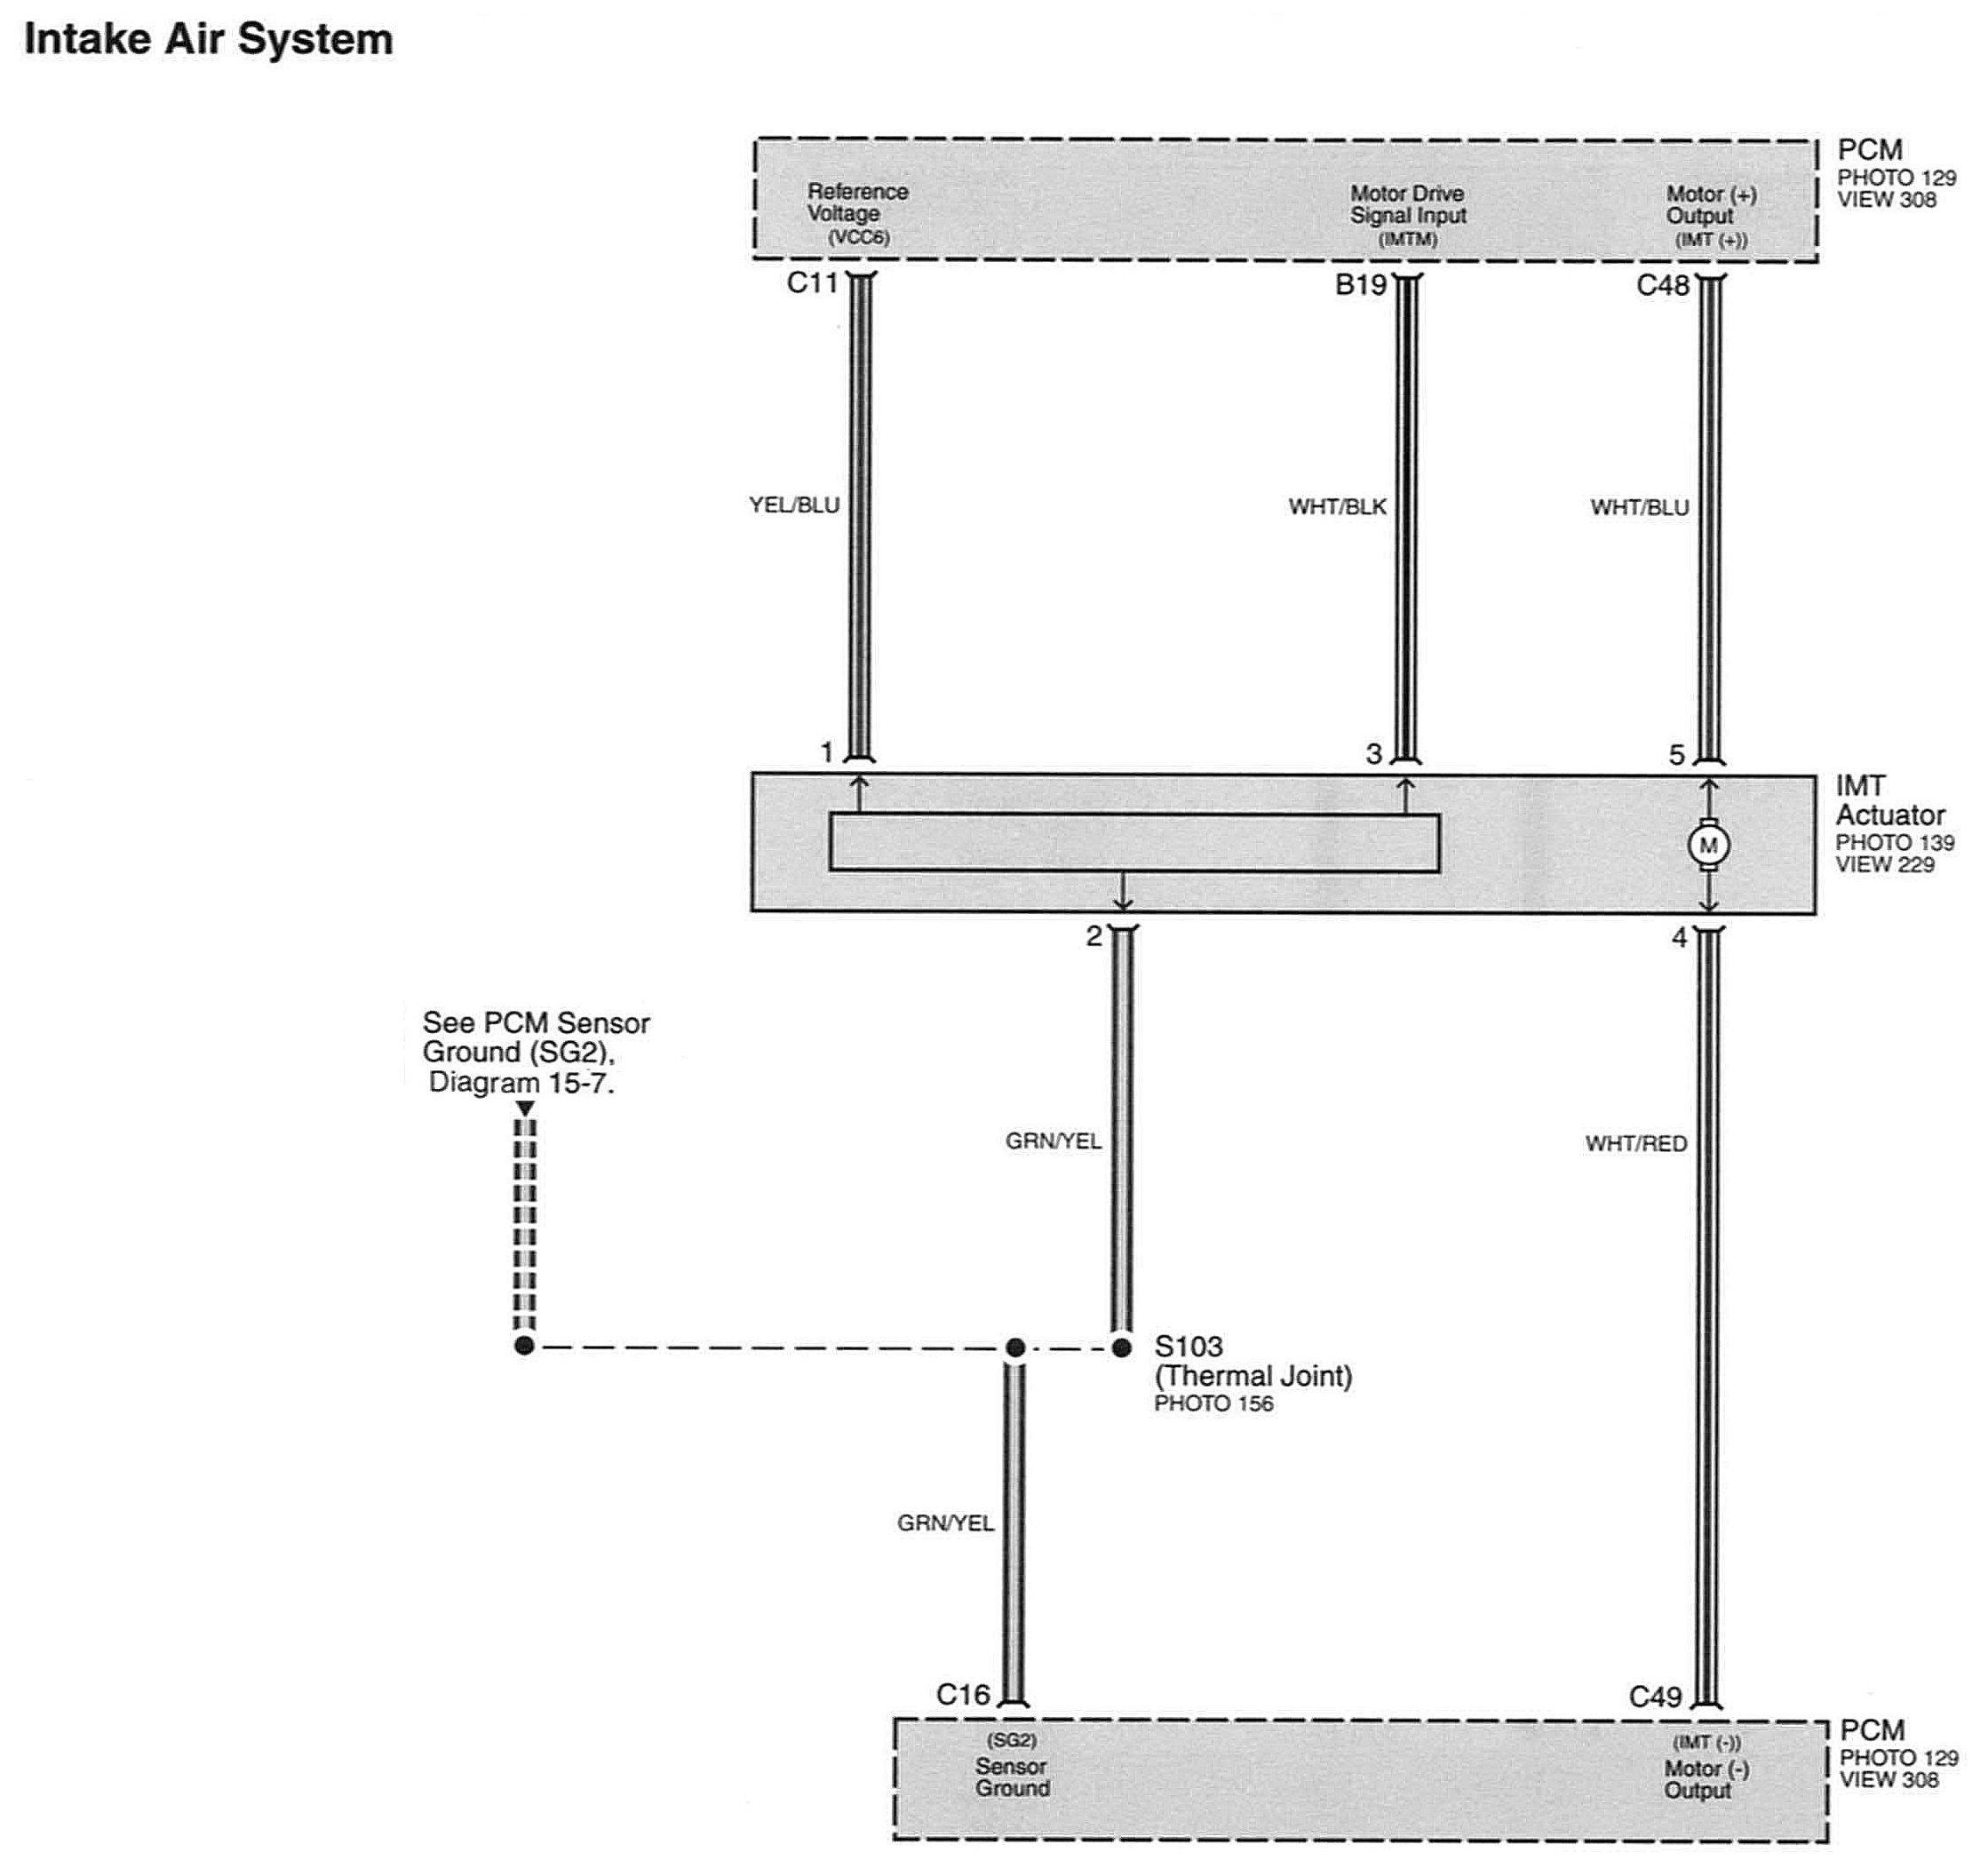 Intake Air System
PCM
PHOTO 129
VIEW 308
Reference
Voltage
(VCC6)
Motor Drive
Signal Input
(IMTM)
Motor (+)
Output
(IMT (+))
C11
B19
C48
YEL/BLU
WHT/BLK
WHT/BLU
1
3
5
IMT
Actuator
PHOTO 139
VIEW 229
M
2
4
See PCM Sensor
Ground (SG2),
Diagram 15-7.
GRN/YEL
WHT/RED
S103
(Thermal Joint)
PHOTO 156
GRN/YEL
C16
C49
(SG2)
Sensor
Ground
(IMT (-))
Motor (-)
Output
PCM
PHOTO 129
VIEW 308